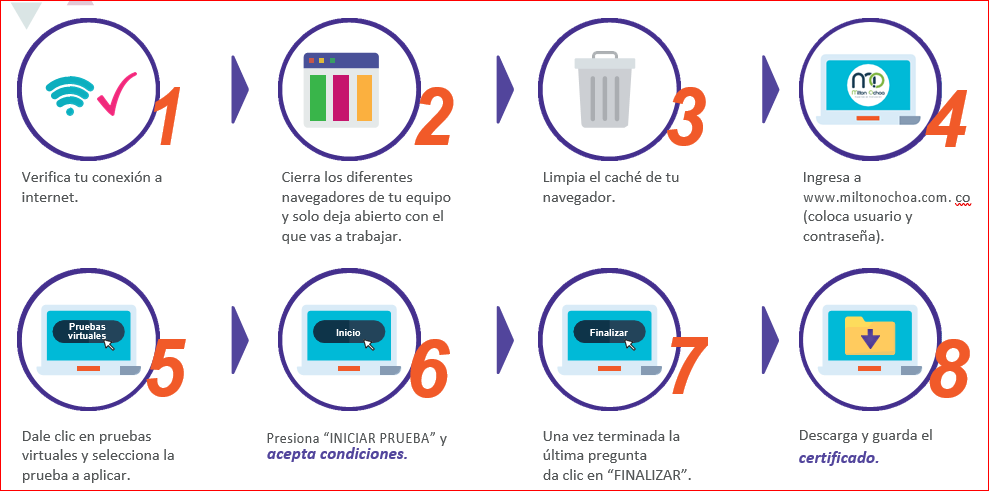 1
Verifica tu conexión a
internet.
2
Cierra los diferentes
navegadores de tu equipo
y solo deja abierto con el
que vas a trabajar.
3
Limpia el caché de tu
navegador.
Milton Ochoa
4
Ingresa a
www.miltonochoa.com. co
(coloca usuario y
contraseña).
Pruebas
virtuales
5
Dale clic en pruebas
virtuales y selecciona la
prueba a aplicar.
Inicio
6
Presiona “INICIAR PRUEBA” y
acepta condiciones.
Finalizar
7
Una vez terminada la
última pregunta
da clic en “FINALIZAR”.
8
Descarga y guarda el
certificado.